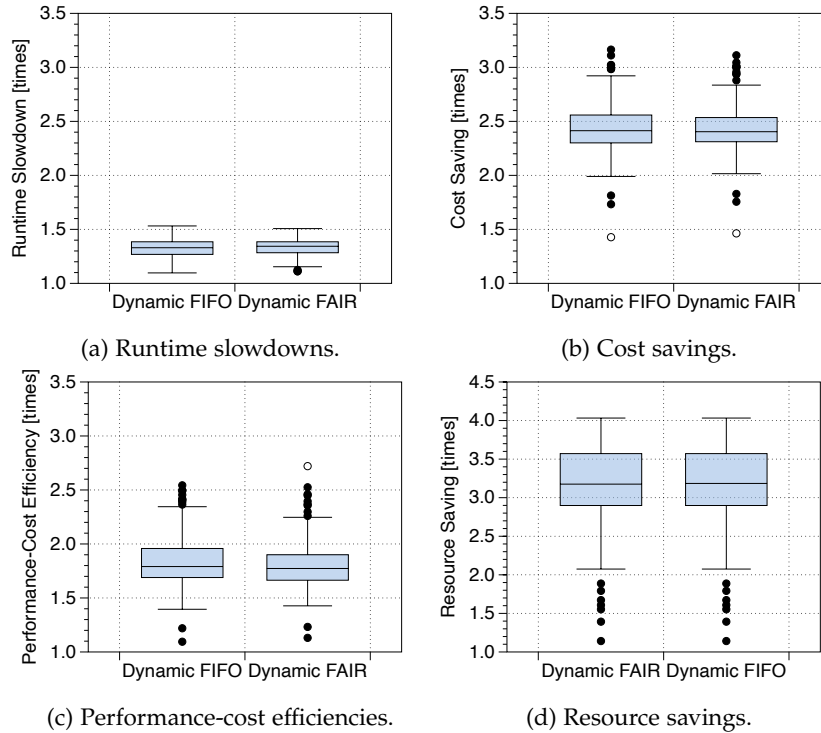 3.5
3.0
2.5
2.0
1.5
1.0
Runtime Slowdown [times]
Dynamic FIFO Dynamic FAIR
(a) Runtime slowdowns.
3.5
3.0
2.5
2.0
1.5
1.0
Cost Saving [times]
Dynamic FIFO Dynamic FAIR
(b) Cost savings.
3.5
3.0
2.5
2.0
1.5
1.0
Performance-Cost Efficiency [times]
Dynamic FIFO Dynamic FAIR
(c) Performance-cost efficiencies.
4.5
4.0
3.5
3.0
2.5
2.0
1.5
1.0
Resource Saving [times]
Dynamic FAIR Dynamic FIFO
(d) Resource savings.